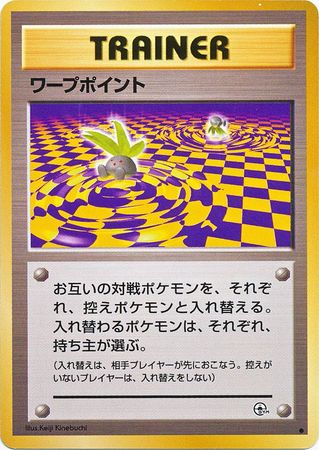 TRAINER
ワープポイント
お互いの対戦ポケモンを、それぞ
れ、控えポケモンと入れ替える。
入れ替わるポケモンは、それぞれ、
持ち主が選ぶ。
(入れ替えは、相手プレイヤーが先におこなう。控えが
いないプレイヤーは、入れ替えをしない)
Illus.Keiji Kinebuchi